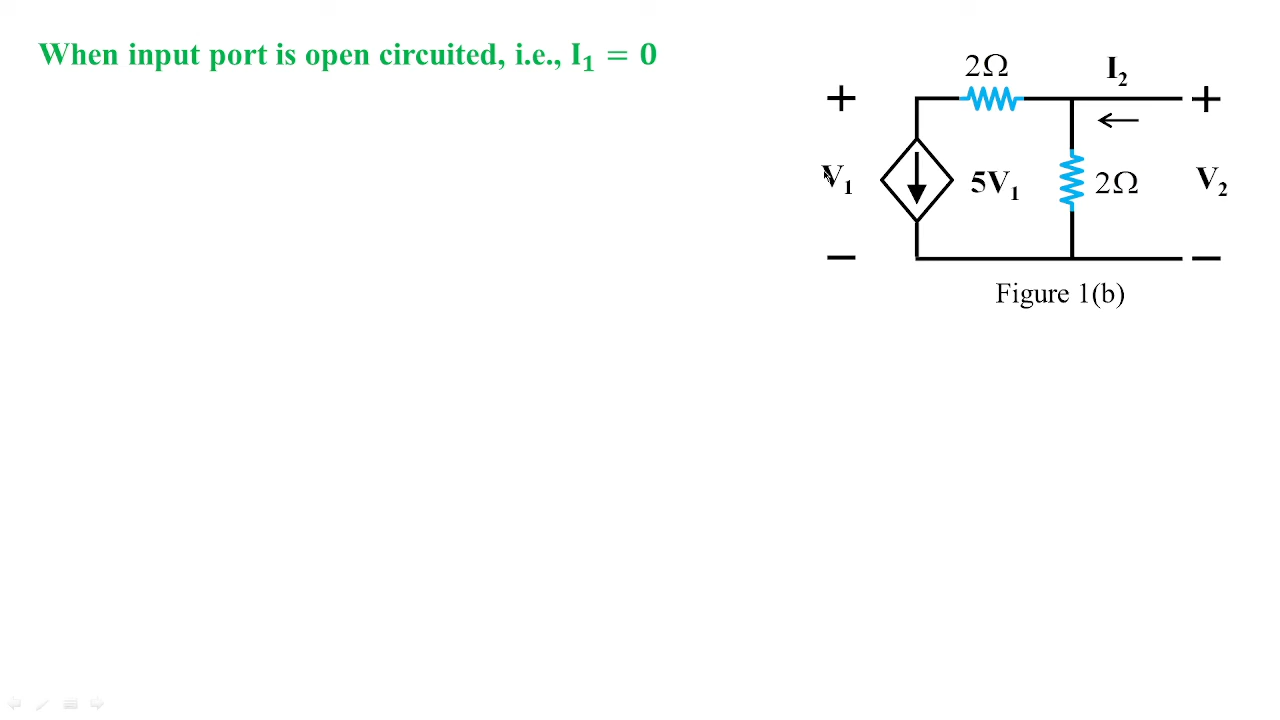 When input port is open circuited, i.e., I₁ = 0
2Ω
I₂
+
+
V₁
5V₁
2Ω
V₂
−
−
Figure 1(b)